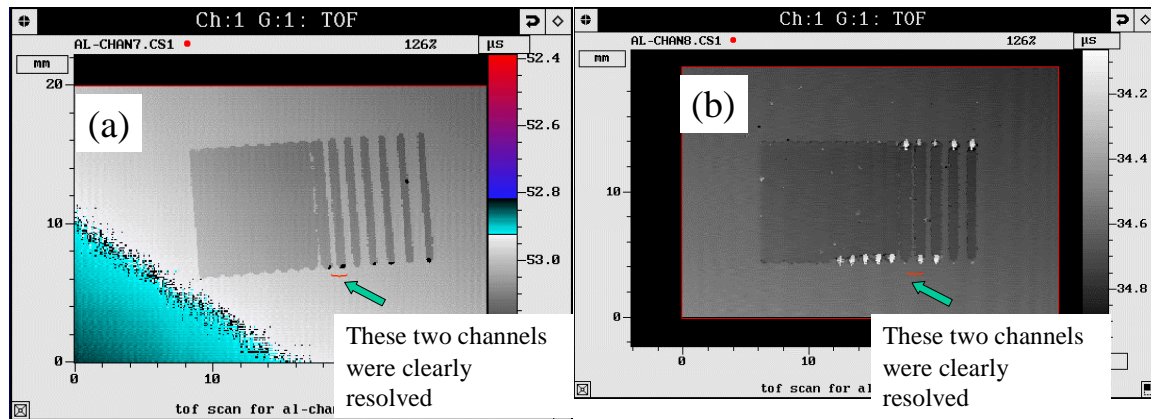 Ch:1 G:1: TOF
AL-CHAN7.CS1
126%
µs
mm
20
10
0
0
10
52.4
52.6
52.8
53.0
(a)
These two channels
were clearly
resolved
tof scan for al-chan
Ch:1 G:1: TOF
AL-CHAN8.CS1
126%
µs
mm
10
0
0
10
34.2
34.4
34.6
34.8
(b)
These two channels
were clearly
resolved
tof scan for al